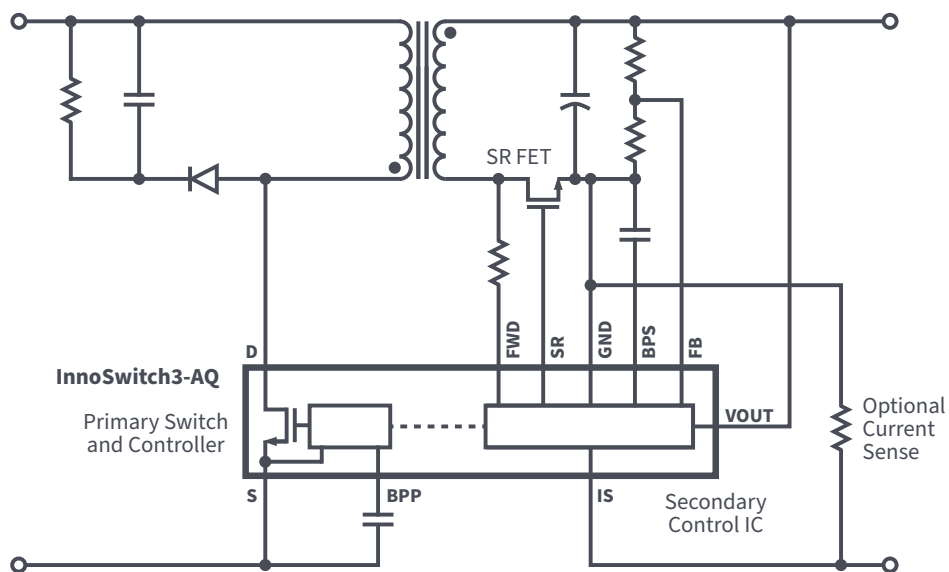 SR FET
FWD
SR
GND
BPS
FB
D
InnoSwitch3-AQ
Primary Switch
and Controller
VOUT
Optional
Current
Sense
S
BPP
IS
Secondary
Control IC